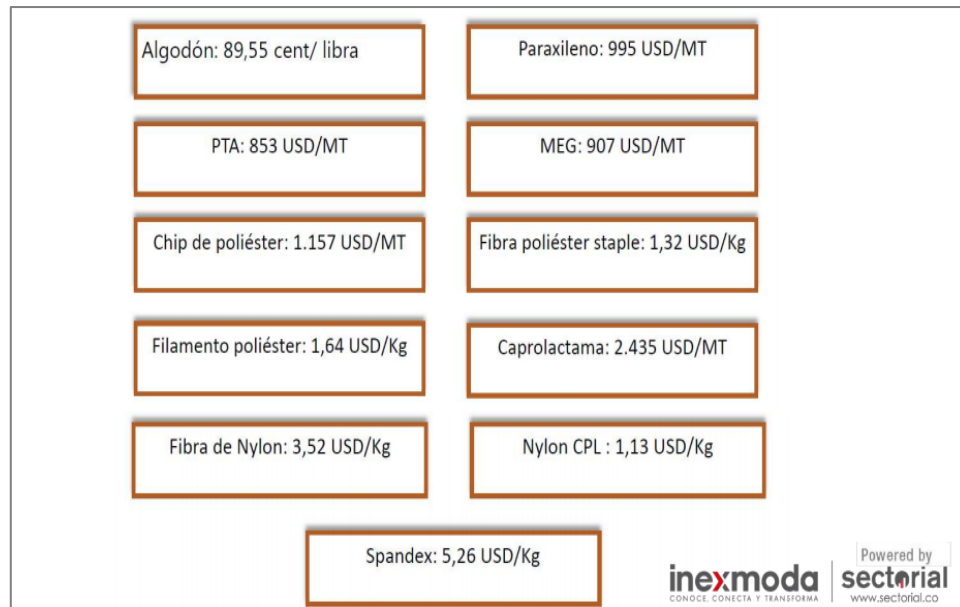 Algodón: 89,55 cent/ libra
Paraxileno: 995 USD/MT
PTA: 853 USD/MT
MEG: 907 USD/MT
Chip de poliéster: 1.157 USD/MT
Fibra poliéster staple: 1,32 USD/Kg
Filamento poliéster: 1,64 USD/Kg
Caprolactama: 2.435 USD/MT
Fibra de Nylon: 3,52 USD/Kg
Nylon CPL : 1,13 USD/Kg
Spandex: 5,26 USD/Kg
inexmoda
CONOCE, CONECTA Y TRANSFORMA
Powered by
sectorial
www.sectorial.co